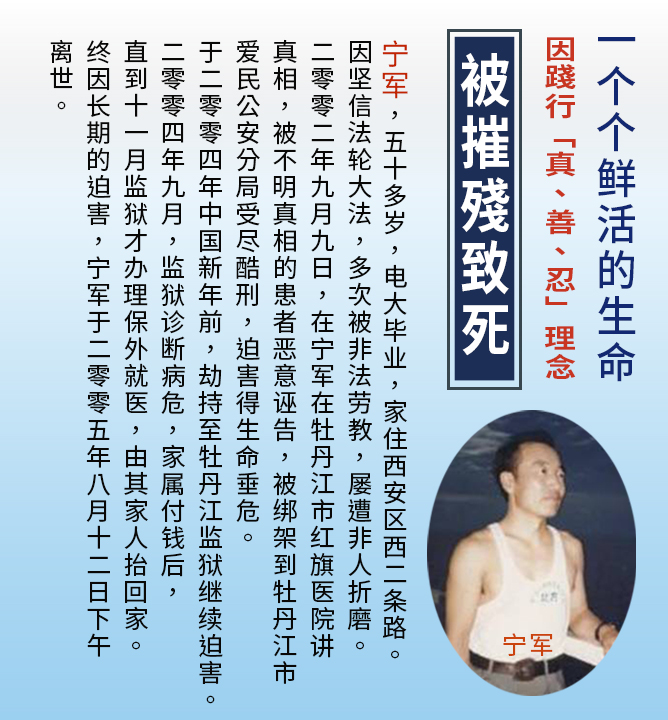 一个个鲜活的生命
因踐行「真、善、忍」理念
被摧殘致死
宁军，五十多岁，电大毕业，家住西安区西二条路。
因坚信法轮大法，多次被非法劳教，屡遭非人折磨。
二零零二年九月九日，在宁军在牡丹江市红旗医院讲
真相，被不明真相的患者恶意诬告，被绑架到牡丹江市
爱民公安分局受尽酷刑，迫害得生命垂危。
于二零零四年中国新年前，劫持至牡丹江监狱继续迫害。
二零零四年九月，监狱诊断病危，家属付钱后，
直到十一月监狱才办理保外就医，由其家人抬回家。
终因长期的迫害，宁军于二零零五年八月十二日下午
离世。
宁军